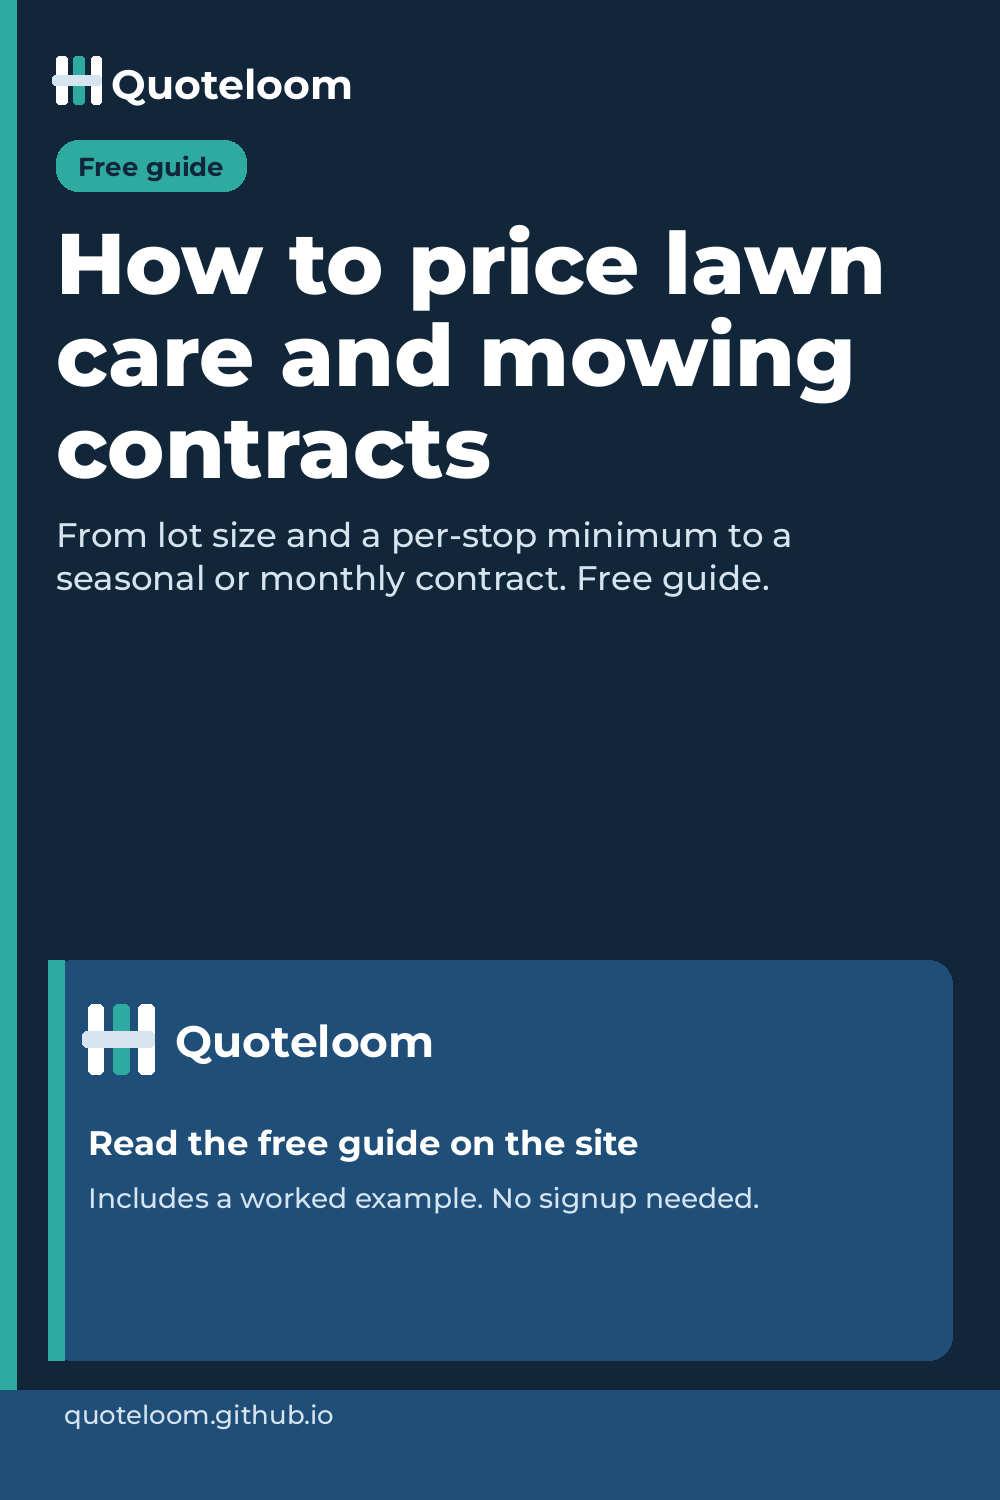 Quoteloom
Free guide
How to price lawn
care and mowing
contracts
From lot size and a per-stop minimum to a
seasonal or monthly contract. Free guide.
Quoteloom
Read the free guide on the site
Includes a worked example. No signup needed.
quoteloom.github.io